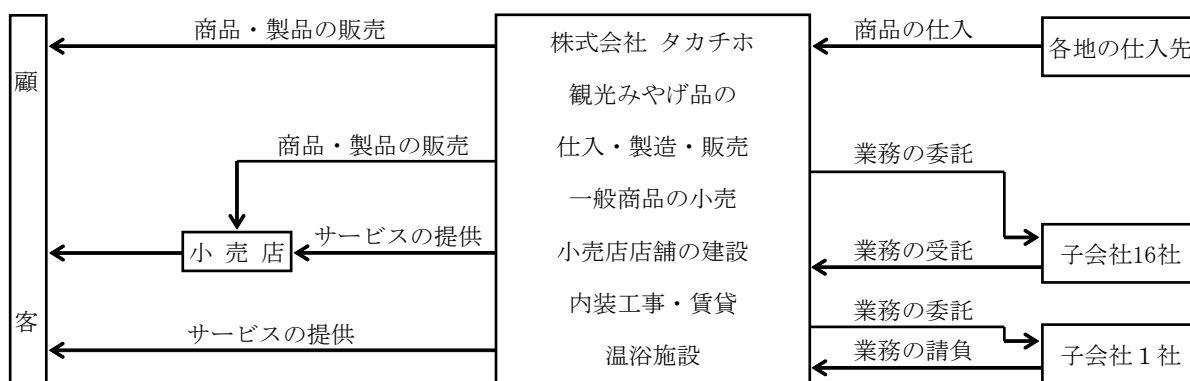 顧
客
商品・製品の販売
商品・製品の販売
小売店
サービスの提供
サービスの提供
株式会社 タカチホ
観光みやげ品の
仕入・製造・販売
一般商品の小売
小売店店舗の建設
内装工事・賃貸
温浴施設
商品の仕入
各地の仕入先
業務の委託
業務の受託
子会社16社
業務の委託
業務の請負
子会社１社